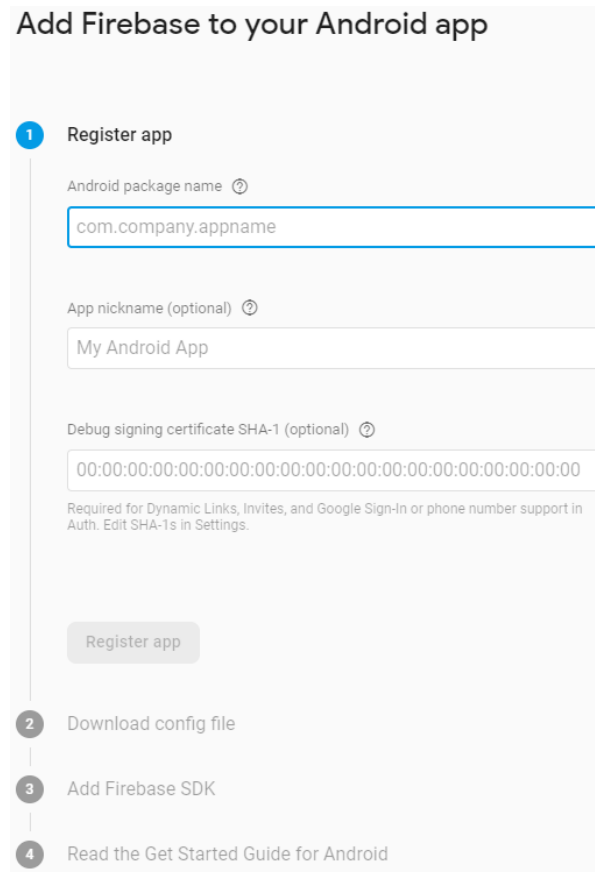 Add Firebase to your Android app
1
Register app
Android package name
com.company.appname
App nickname (optional)
My Android App
Debug signing certificate SHA-1 (optional)
00:00:00:00:00:00:00:00:00:00:00:00:00:00:00:00:00:00:00:00
Required for Dynamic Links, Invites, and Google Sign-In or phone number support in
Auth. Edit SHA-1s in Settings.
Register app
2
Download config file
3
Add Firebase SDK
4
Read the Get Started Guide for Android